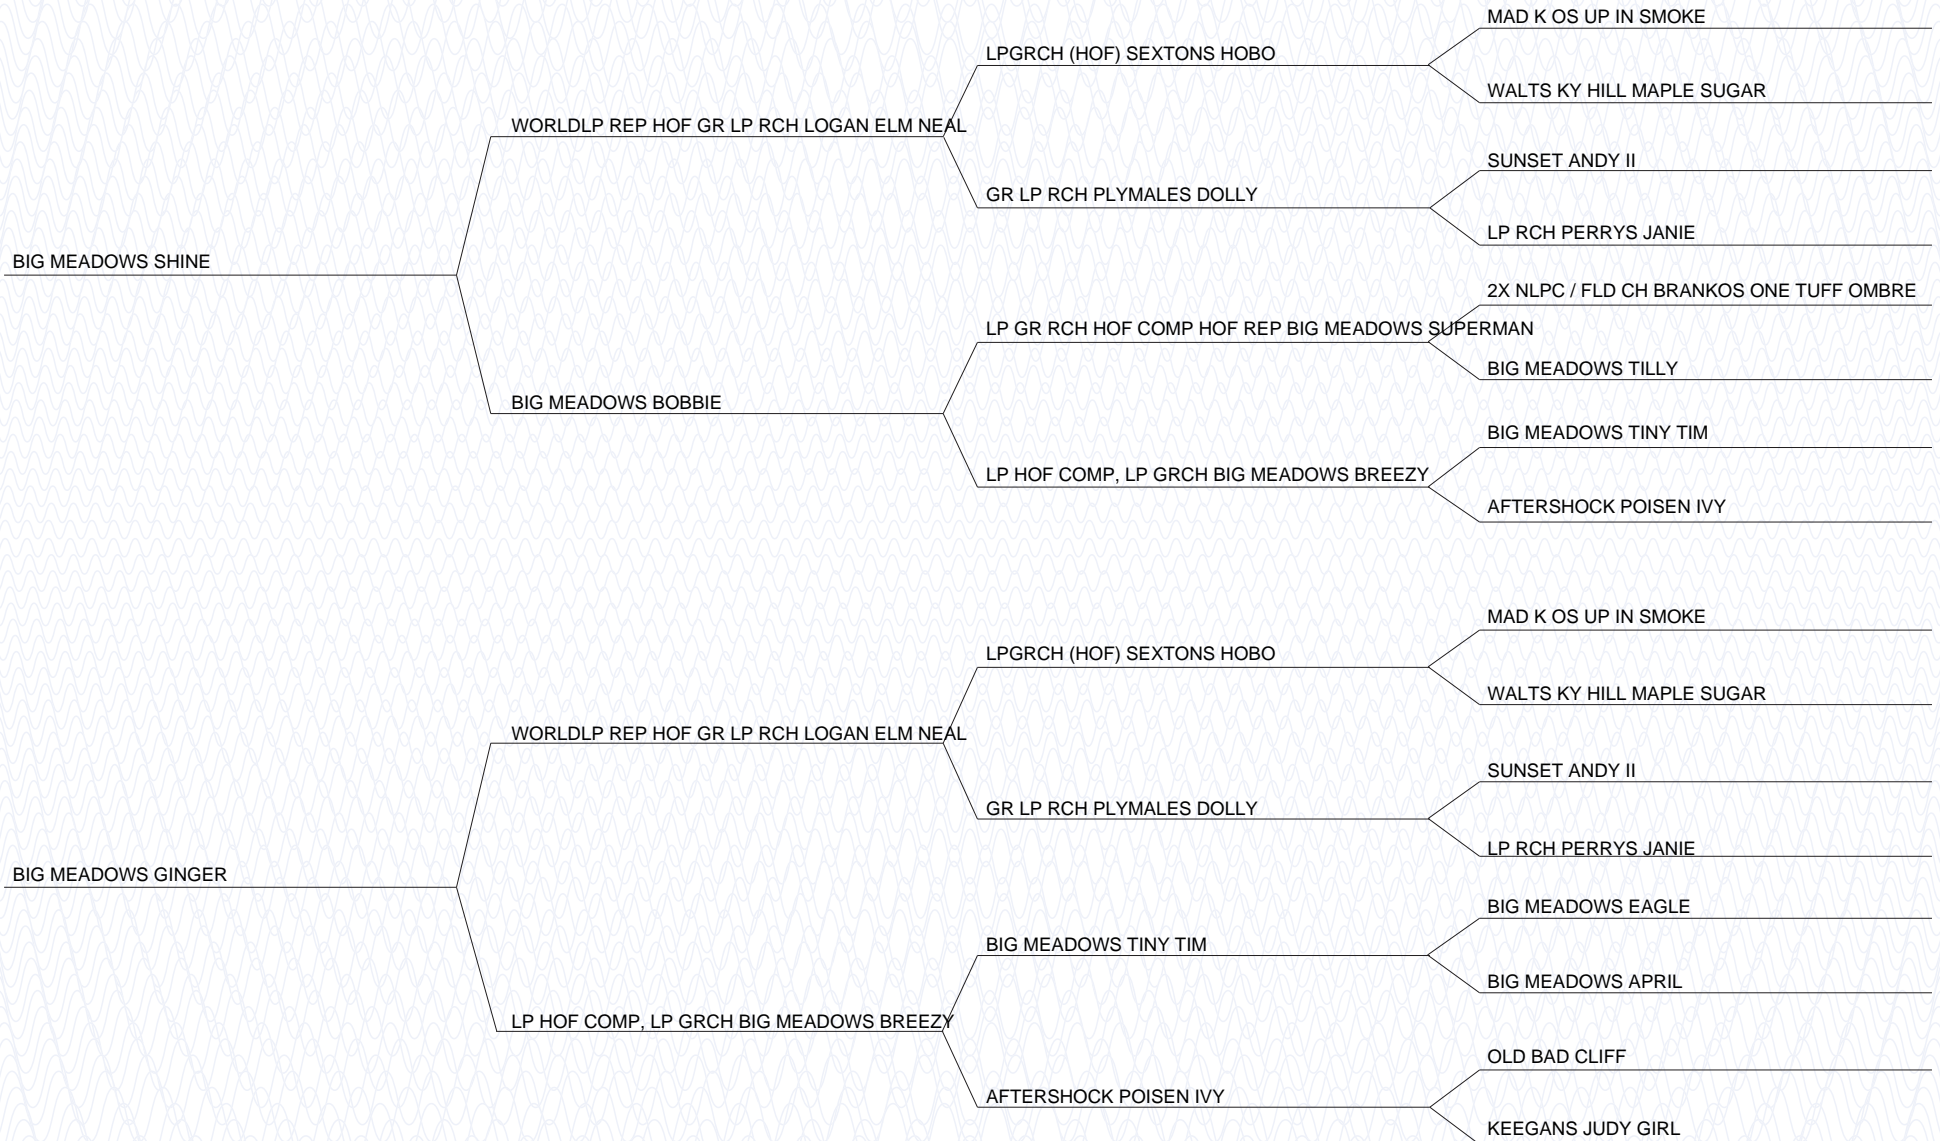 MAD K OS UP IN SMOKE
LPGRCH (HOF) SEXTONS HOBO
WALTS KY HILL MAPLE SUGAR
WORLDLP REP HOF GR LP RCH LOGAN ELM NEAL
SUNSET ANDY II
GR LP RCH PLYMALES DOLLY
LP RCH PERRYS JANIE
BIG MEADOWS SHINE
2X NLPC / FLD CH BRANKOS ONE TUFF OMBRE
LP GR RCH HOF COMP HOF REP BIG MEADOWS SUPERMAN
BIG MEADOWS TILLY
BIG MEADOWS BOBBIE
BIG MEADOWS TINY TIM
LP HOF COMP, LP GRCH BIG MEADOWS BREEZY
AFTERSHOCK POISEN IVY
MAD K OS UP IN SMOKE
LPGRCH (HOF) SEXTONS HOBO
WALTS KY HILL MAPLE SUGAR
WORLDLP REP HOF GR LP RCH LOGAN ELM NEAL
SUNSET ANDY II
GR LP RCH PLYMALES DOLLY
LP RCH PERRYS JANIE
BIG MEADOWS GINGER
BIG MEADOWS EAGLE
BIG MEADOWS TINY TIM
BIG MEADOWS APRIL
LP HOF COMP, LP GRCH BIG MEADOWS BREEZY
OLD BAD CLIFF
AFTERSHOCK POISEN IVY
KEEGANS JUDY GIRL